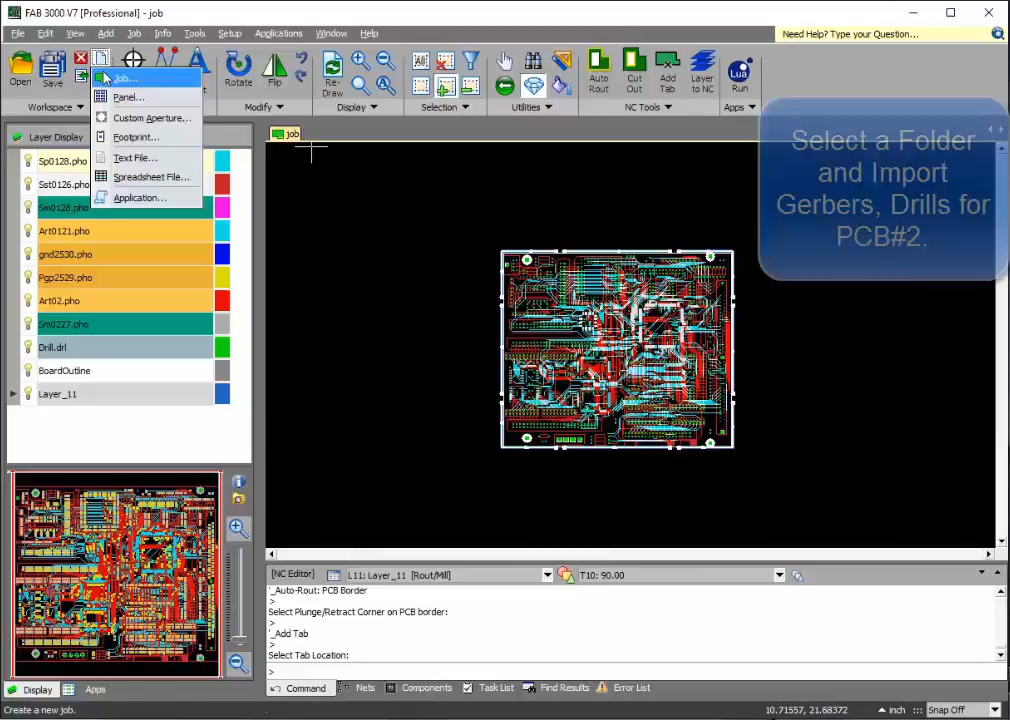 FAB 3000 V7 [Professional] - job
File Edit View Add Job Info Tools Setup Applications Window Help
Need Help? Type your Question...
Open Save
Rotate Flip
Re-
Draw
Auto
Rout
Cut
Out
Add
Tab
Layer
to NC
Lua
Run
Workspace
Modify
Display
Selection
Utilities
NC Tools
Apps
Job...
Panel...
Custom Aperture...
Footprint...
Text File...
Spreadsheet File...
Application...
Layer Display
job
Sp0128.pho
Sst0126.pho
Sm0128.pho
Art0121.pho
gnd2530.pho
Pgp2529.pho
Art02.pho
Sm0227.pho
Drill.drl
BoardOutline
Layer_11
Select a Folder
and Import
Gerbers, Drills for
PCB#2.
[NC Editor] L11: Layer_11 [Rout/Mill] T10: 90.00
'_Auto-Rout: PCB Border
>
Select Plunge/Retract Corner on PCB border:
>
'_Add Tab
>
Select Tab Location:
>
Display Apps
Command Nets Components Task List Find Results Error List
Create a new job.
10.71557, 21.68372 inch Snap Off